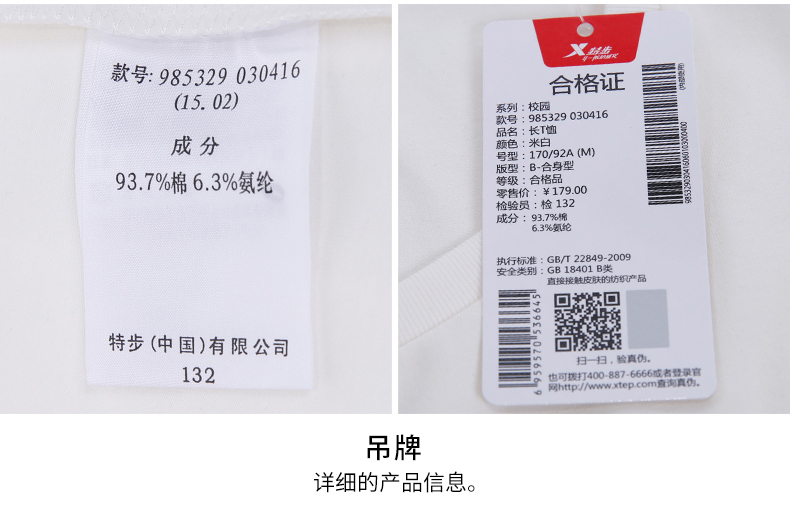 款号: 985329 030416
(15.02)
成分
93.7%棉 6.3%氨纶
特步(中国)有限公司
132
X 特步
合格证
系列: 校园
款号: 985329 030416
品名: 长T恤
颜色: 米白
号型: 170/92A (M)
版型: B-合身型
等级: 合格品
零售价: ¥179.00
检验员: 检 132
成分: 93.7%棉
6.3%氨纶
执行标准: GB/T 22849-2009
安全类别: GB 18401 B类
直接接触皮肤的纺织产品
扫一扫，验真伪。
也可拨打400-887-6666或者登录官
网http://www.xtep.com查询真伪。
6959570536645
吊牌
详细的产品信息。